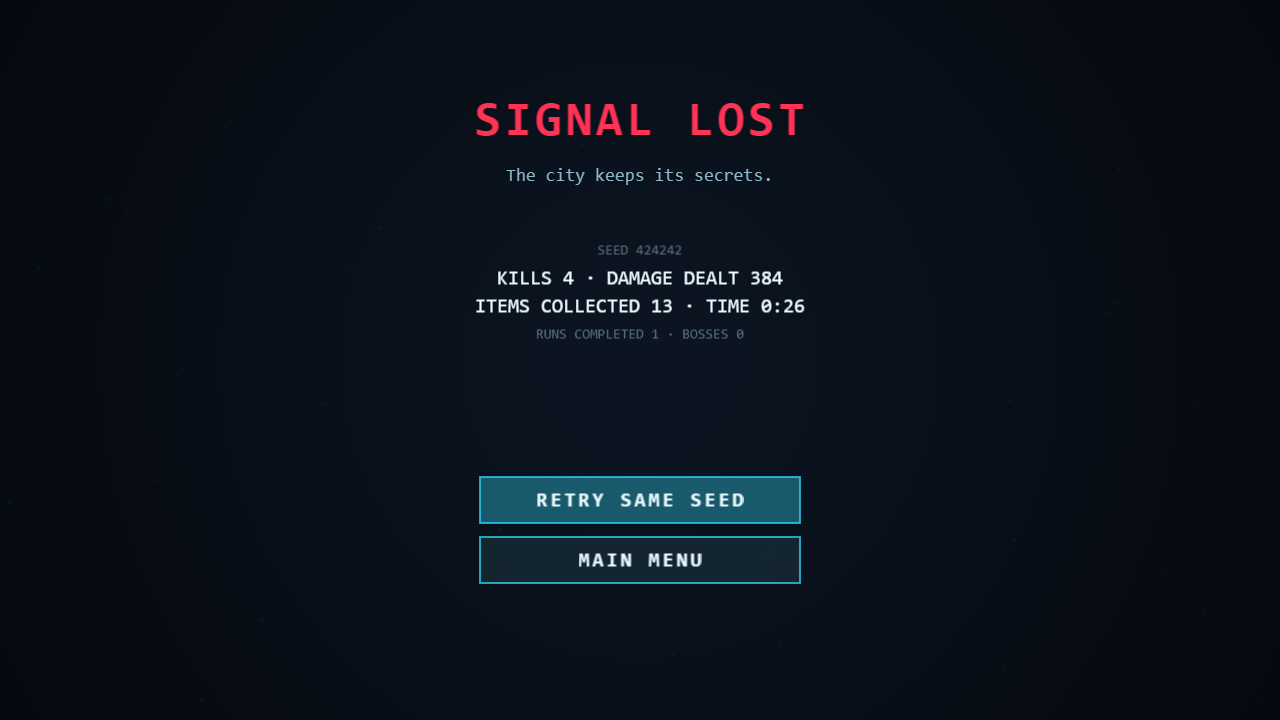 SIGNAL LOST
The city keeps its secrets.
SEED 424242
KILLS 4 · DAMAGE DEALT 384
ITEMS COLLECTED 13 · TIME 0:26
RUNS COMPLETED 1 · BOSSES 0
RETRY SAME SEED
MAIN MENU